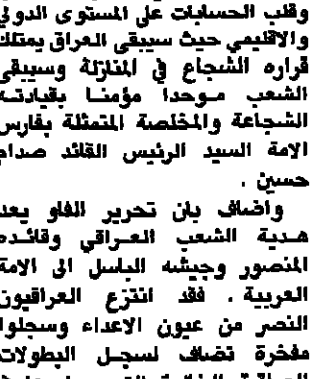 وقلب الحسابات على المستوى الدولي
والاقليمي حيث سيبقى العراق يمتلك
قراره الشجاع في المنازلة وسيبقى
الشعب موحدا مؤمنا بقيادته
الشجاعة والمخلصة المتمثلة بفارس
الامة السيد الرئيس القائد صدام
حسين .
واضاف بان تحرير الفاو يعد
هدية الشعب العراقي وقائده
المنصور وجيشه الباسل الى الامة
العربية . فقد انتزع العراقيون
النصر من عيون الاعداء وسجلوا
مفخرة تضاف لسجل البطولات